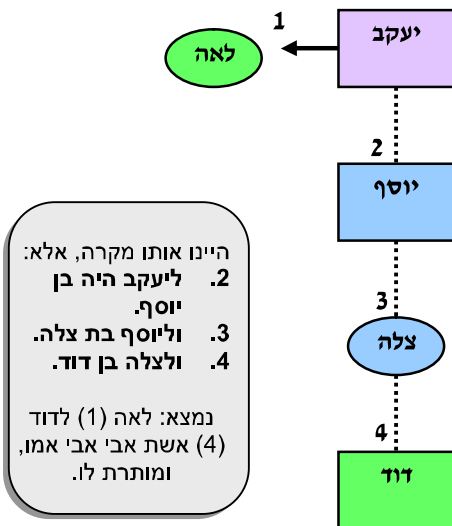 יעקב
1
לאה
2
יוסף
3
צלה
4
דוד
היינו אותו מקרה, אלא:
2. ליעקב היה בן
יוסף.
3. וליוסף בת צלה.
4. ולצלה בן דוד.
נמצא: לאה (1) לדוד
(4) אשת אבי אבי אמו,
ומותרת לו.